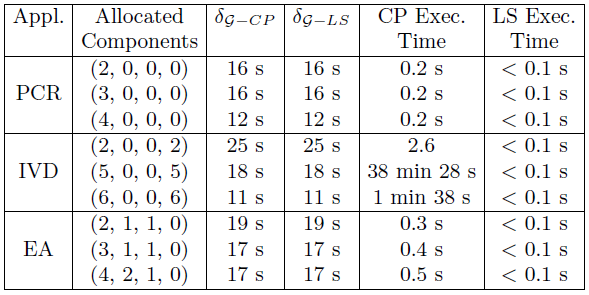 Appl. Allocated Components δ𝒢−CP δ𝒢−LS CP Exec. Time LS Exec. Time
PCR
(2, 0, 0, 0) 16 s 16 s 0.2 s < 0.1 s
(3, 0, 0, 0) 16 s 16 s 0.2 s < 0.1 s
(4, 0, 0, 0) 12 s 12 s 0.2 s < 0.1 s
IVD
(2, 0, 0, 2) 25 s 25 s 2.6 < 0.1 s
(5, 0, 0, 5) 18 s 18 s 38 min 28 s < 0.1 s
(6, 0, 0, 6) 11 s 11 s 1 min 38 s < 0.1 s
EA
(2, 1, 1, 0) 19 s 19 s 0.3 s < 0.1 s
(3, 1, 1, 0) 17 s 17 s 0.4 s < 0.1 s
(4, 2, 1, 0) 17 s 17 s 0.5 s < 0.1 s